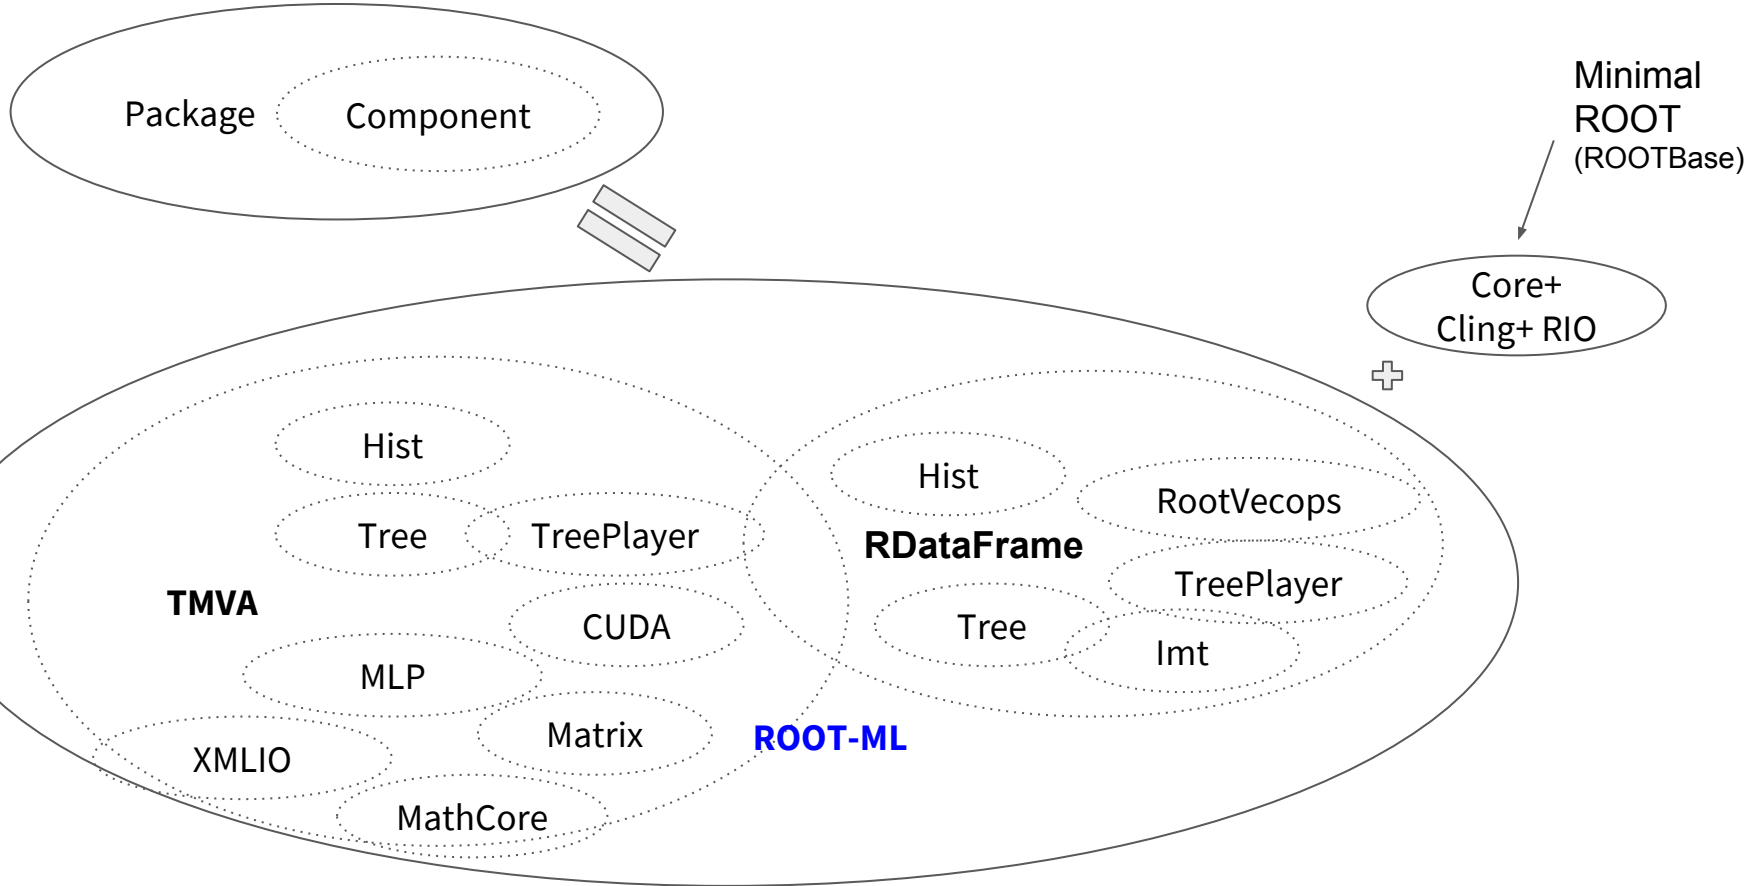 Package
Component
Minimal
ROOT
(ROOTBase)
Core+
Cling+ RIO
Hist
Tree
TreePlayer
TMVA
CUDA
MLP
Matrix
XMLIO
MathCore
Hist
RootVecops
RDataFrame
TreePlayer
Tree
Imt
ROOT-ML